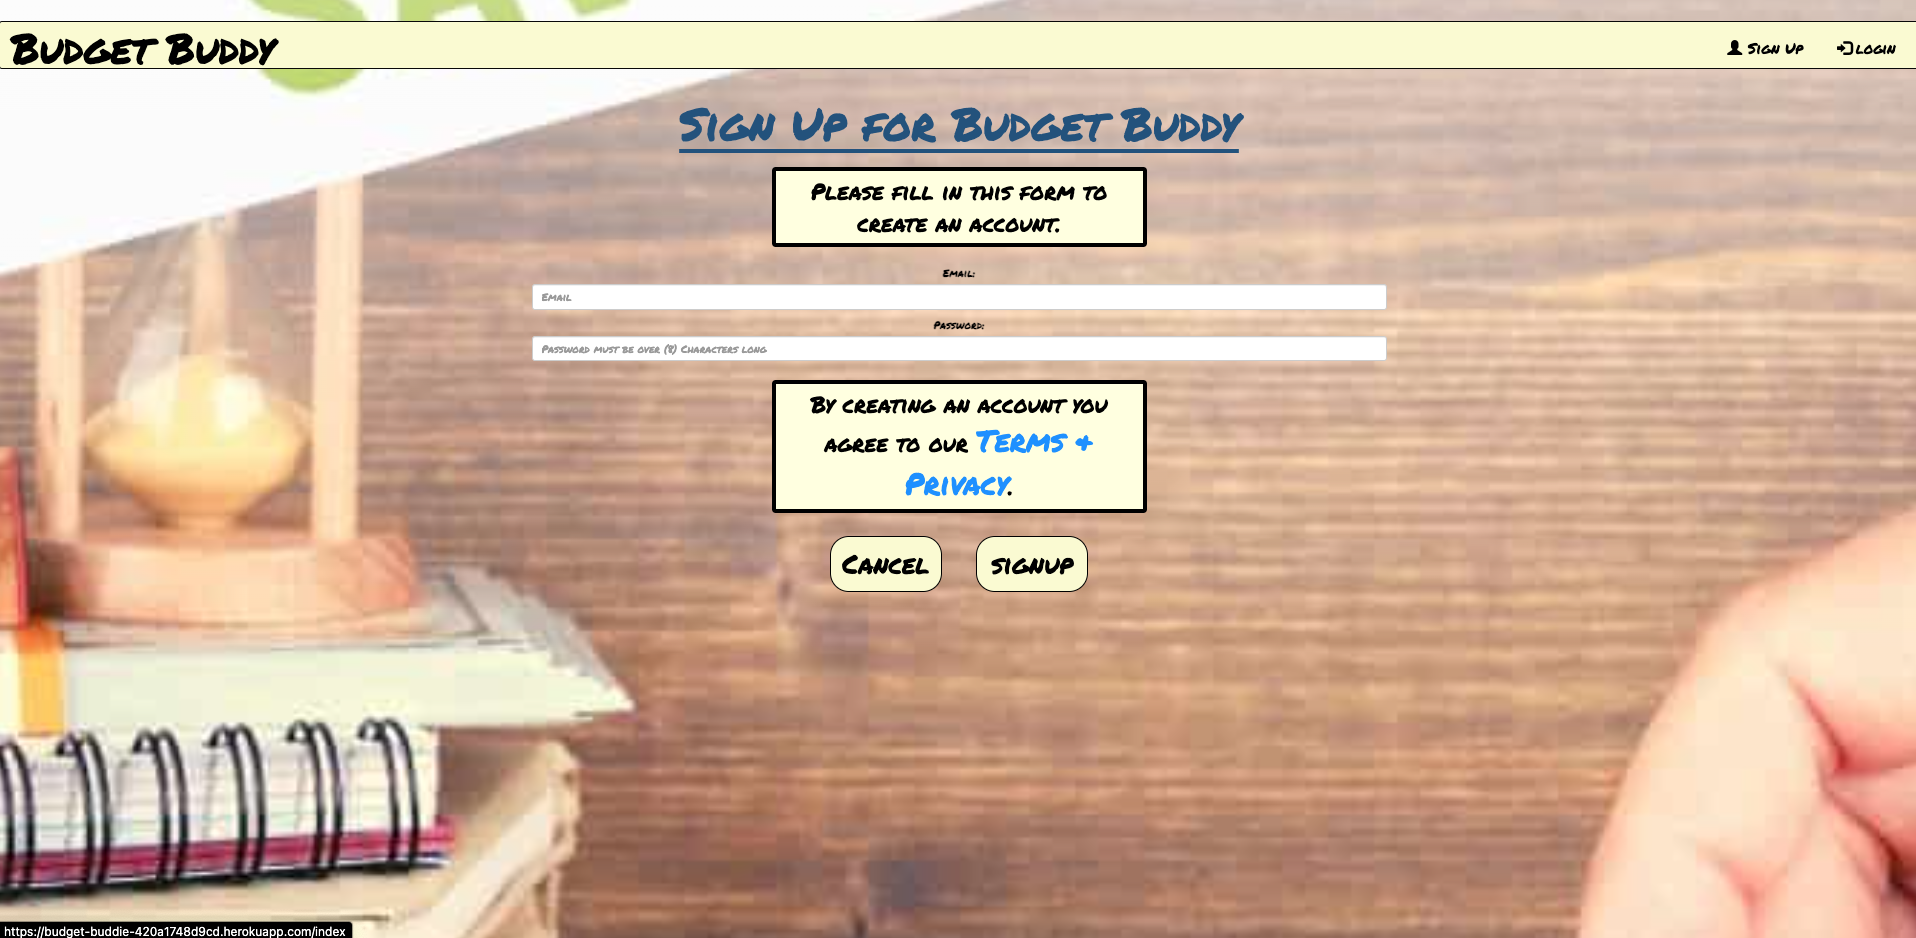 Budget Buddy
Sign Up
login
Sign Up for Budget Buddy
Please fill in this form to
create an account.
Email:
Email
Password:
Password must be over (8) Characters long
By creating an account you
agree to our Terms &
Privacy.
Cancel
signup
https://budget-buddie-420a1748d9cd.herokuapp.com/index